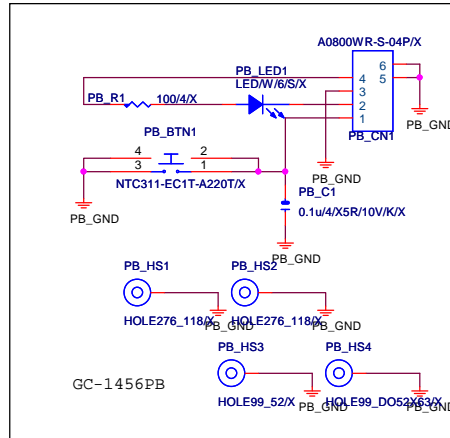 A0800WR-S-04P/X
PB_LED1
LED/W/6/S/X
PB_R1
100/4/X
4
3
2
1
6
5
PB_CN1
PB_GND
PB_GND
PB_BTN1
4
3
2
1
NTC311-EC1T-A220T/X
PB_GND
PB_C1
0.1u/4/X5R/10V/K/X
PB_GND
PB_HS1
HOLE276_118/X
PB_GND
PB_HS2
HOLE276_118/X
PB_GND
PB_HS3
HOLE99_52/X
PB_GND
PB_HS4
HOLE99_DO52X63/X
PB_GND
GC-1456PB